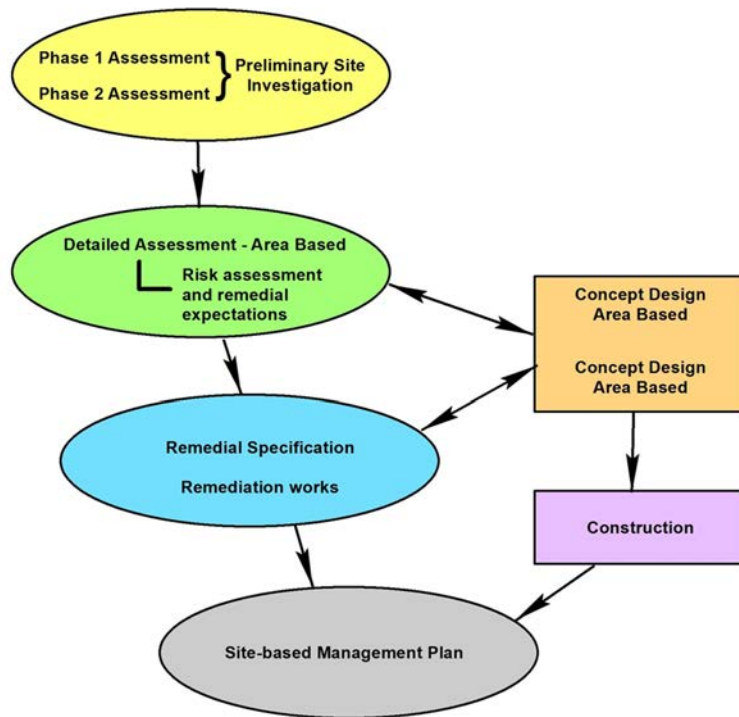 Phase 1 Assessment
Phase 2 Assessment
Preliminary Site
Investigation
Detailed Assessment - Area Based
Risk assessment
and remedial
expectations
Concept Design
Area Based
Concept Design
Area Based
Remedial Specification
Remediation works
Construction
Site-based Management Plan